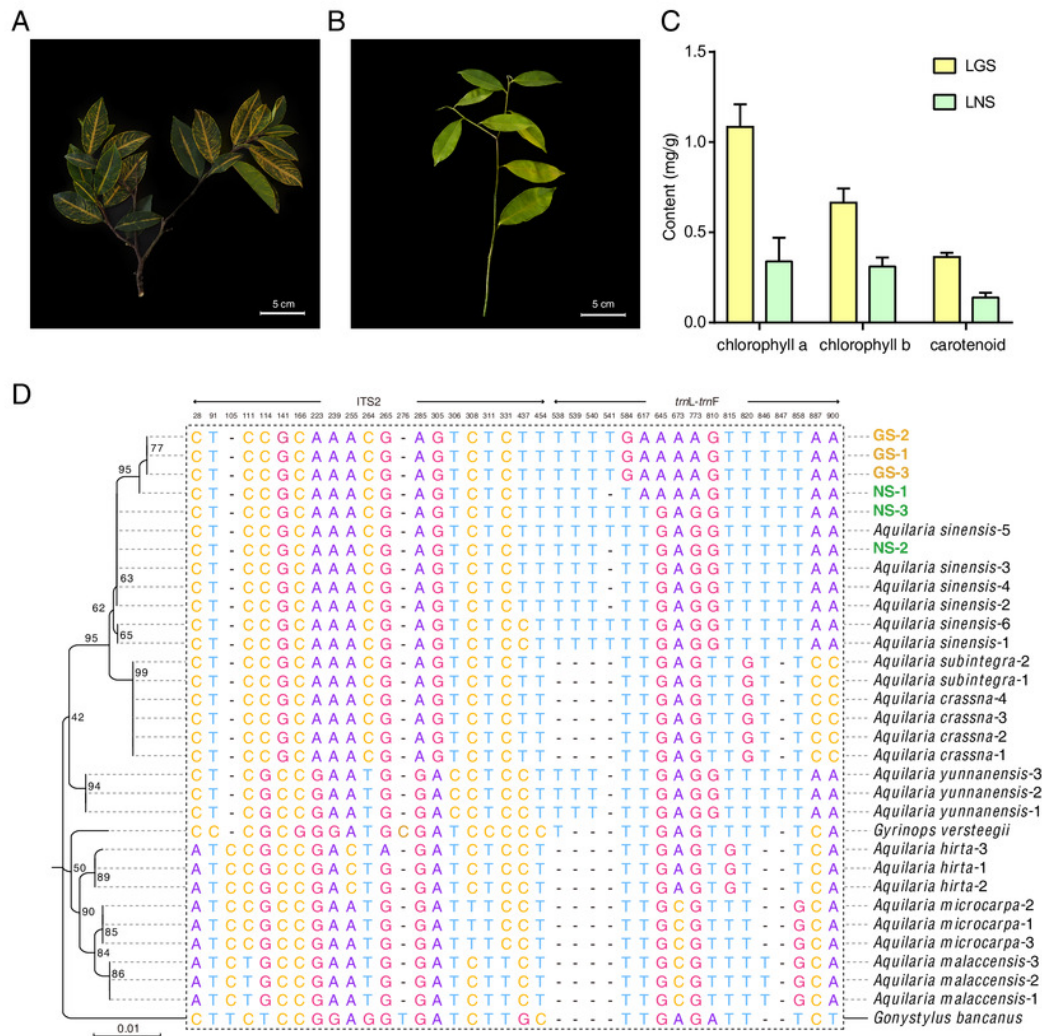 A
B
C
5 cm
5 cm
1.5
1.0
0.5
0.0
Content (mg/g)
LGS
LNS
chlorophyll a
chlorophyll b
carotenoid
D
ITS2
trnL-trnF
28 91 105 111 114 141 166 223 239 255 264 265 276 285 305 306 308 311 331 437 454 538 539 540 541 584 617 645 673 773 810 815 820 846 847 858 887 900
C T - C C G C A A A C G - A G T C T C T T T T T T G A A A A G T T T T T A A GS-2
C T - C C G C A A A C G - A G T C T C T T T T T T G A A A A G T T T T T A A GS-1
C T - C C G C A A A C G - A G T C T C T T T T T T G A A A A G T T T T T A A GS-3
C T - C C G C A A A C G - A G T C T C T T T T T - T A A A A G T T T T T A A NS-1
C T - C C G C A A A C G - A G T C T C T T T T T T T T G A G G T T T T T A A NS-3
C T - C C G C A A A C G - A G T C T C T T T T T T T T G A G G T T T T T A A Aquilaria sinensis-5
C T - C C G C A A A C G - A G T C T C T T T T T - T T G A G G T T T T T A A NS-2
C T - C C G C A A A C G - A G T C T C T T T T T - T T G A G G T T T T T A A Aquilaria sinensis-3
C T - C C G C A A A C G - A G T C T C T T T T T - T T G A G G T T T T T A A Aquilaria sinensis-4
C T - C C G C A A A C G - A G T C T C T T T T T - T T G A G G T T T T T A A Aquilaria sinensis-2
C T - C C G C A A A C G - A G T C T C C T T T T T T T G A G G T T T T T A A Aquilaria sinensis-6
C T - C C G C A A A C G - A G T C T C C T T T T T T T G A G G T T T T T A A Aquilaria sinensis-1
C T - C C G C A A A C G - A G T C T C T T - - - - T T G A G T T G T - T C C Aquilaria subintegra-2
C T - C C G C A A A C G - A G T C T C T T - - - - T T G A G T T G T - T C C Aquilaria subintegra-1
C T - C C G C A A A C G - A G T C T C T T - - - - T T G A G T T G T - T C C Aquilaria crassna-4
C T - C C G C A A A C G - A G T C T C T T - - - - T T G A G T T G T - T C C Aquilaria crassna-3
C T - C C G C A A A C G - A G T C T C T T - - - - T T G A G T T G T - T C C Aquilaria crassna-2
C T - C C G C A A A C G - A G T C T C T T - - - - T T G A G T T G T - T C C Aquilaria crassna-1
C T - C G C C G A A T G - G A C C T C C T T T T - T T G A G G T T T T T A A Aquilaria yunnanensis-3
C T - C G C C G A A T G - G A C C T C C T T T T - T T G A G G T T T T T A A Aquilaria yunnanensis-2
C T - C G C C G A A T G - G A C C T C C T T T T - T T G A G G T T T T T A A Aquilaria yunnanensis-1
C C - C G C G G G A T G C G A T C C C C C T - - - T T G A G T T T T - T C A Gyrinops versteegii
A T C C G C C G A C T A - G A T C T C C T - - - - T T G A G T G T - - T C A Aquilaria hirta-3
A T C C G C C G A C T G - G A T C T C C T - - - - T T G A G T G T - - T C A Aquilaria hirta-1
A T C C G C C G A C T G - G A T C T C C T - - - - T T G A G T G T - - T C A Aquilaria hirta-2
A T C C G C C G A A T G - G A T T T C C T - - - - T T G C G T T T - - G C A Aquilaria microcarpa-2
A T C C G C C G A A T G - G A T T T C C T - - - - T T G C G T T T - - G C A Aquilaria microcarpa-1
A T C C G C C G A A T G - G A T T T C C T - - - - T T G C G T T T - - G C A Aquilaria microcarpa-3
A T C T G C C G A A T G - G A T C T T C T - - - - T T G C G T T T T - G C A Aquilaria malaccensis-3
A T C T G C C G A A T G - G A T C T T C T - - - - T T G C G T T T T - G C A Aquilaria malaccensis-2
A T C T G C C G A A T G - G A T C T T C T - - - - T T G C G T T T T - G C A Aquilaria malaccensis-1
C T T C T C C G G A G G T G A T C T T G C - - - - T T G A G A T T - - T C T Gonystylus bancanus
77
95
63
62
65
95
99
42
94
50
89
90
85
84
86
0.01